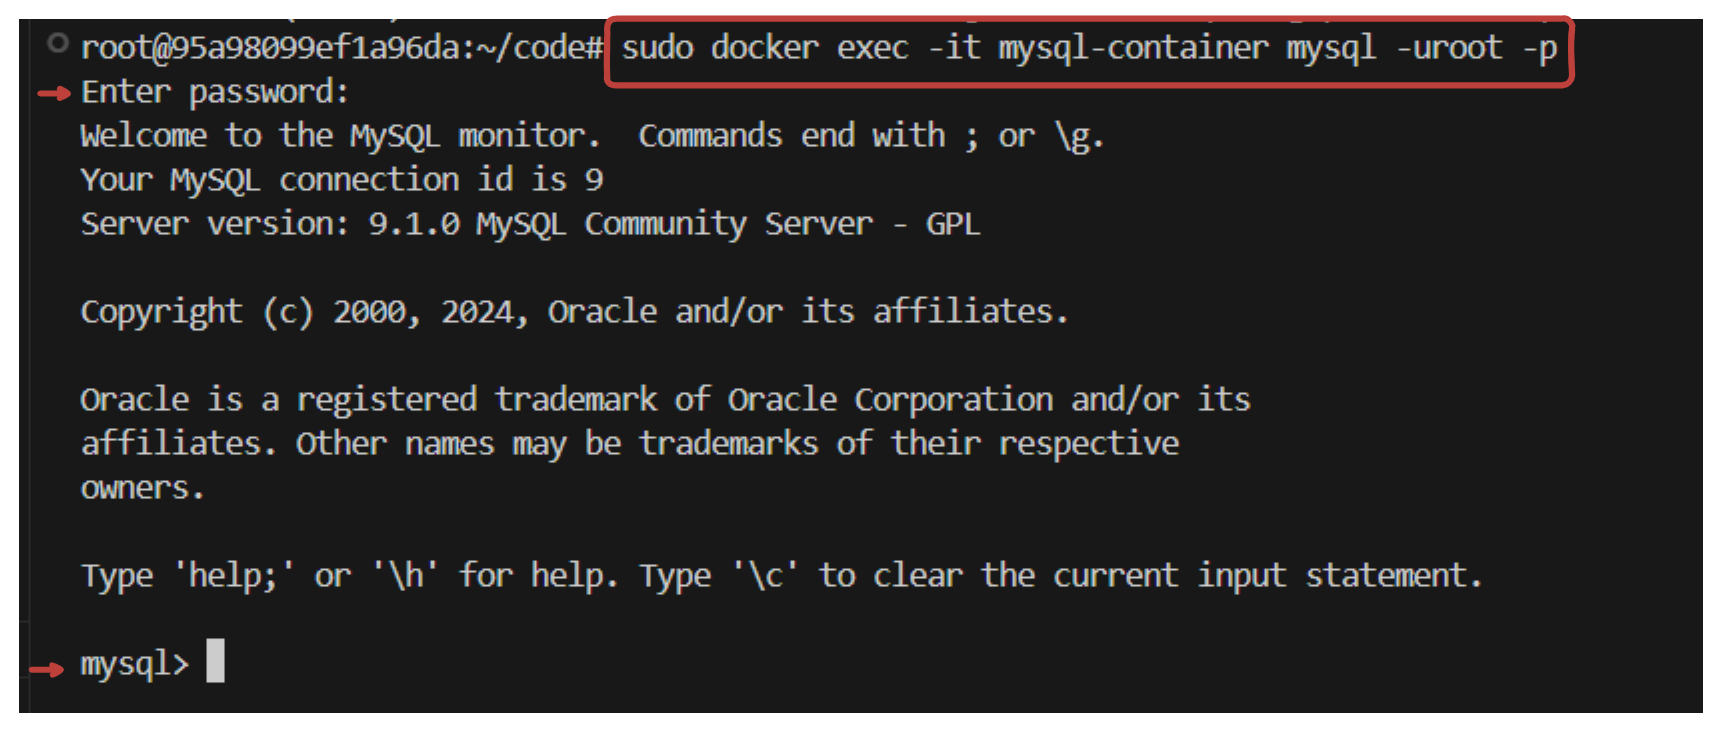 root@95a98099ef1a96da:~/code# sudo docker exec -it mysql-container mysql -uroot -p
Enter password:
Welcome to the MySQL monitor.  Commands end with ; or \g.
Your MySQL connection id is 9
Server version: 9.1.0 MySQL Community Server - GPL
Copyright (c) 2000, 2024, Oracle and/or its affiliates.
Oracle is a registered trademark of Oracle Corporation and/or its
affiliates. Other names may be trademarks of their respective
owners.
Type 'help;' or '\h' for help. Type '\c' to clear the current input statement.
mysql>